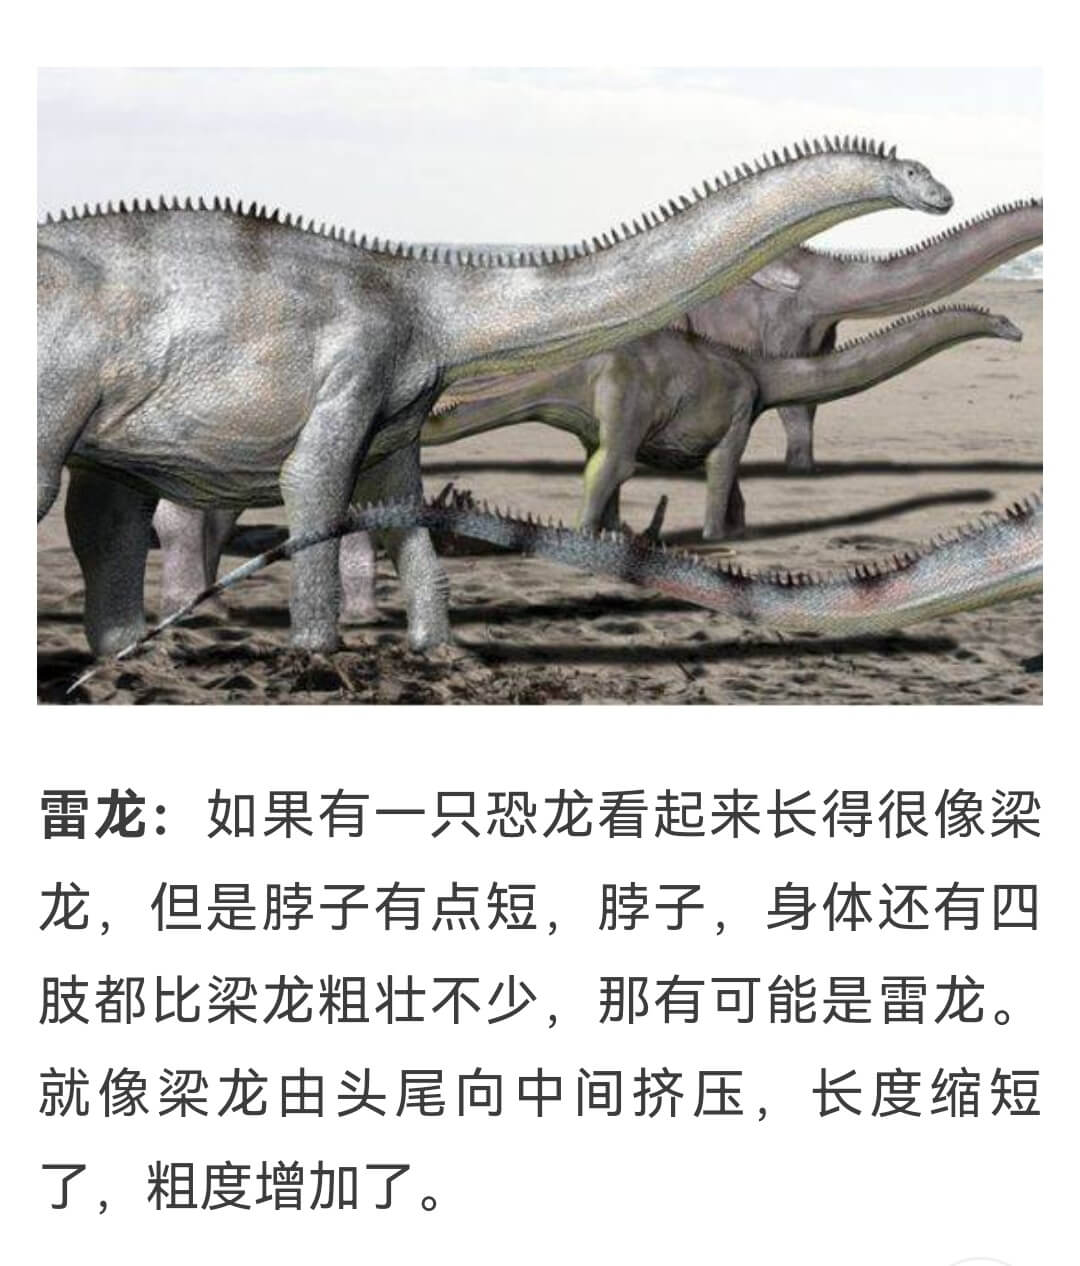 雷龙：如果有一只恐龙看起来长得很像梁
龙，但是脖子有点短，脖子，身体还有四
肢都比梁龙粗壮不少，那有可能是雷龙。
就像梁龙由头尾向中间挤压，长度缩短
了，粗度增加了。